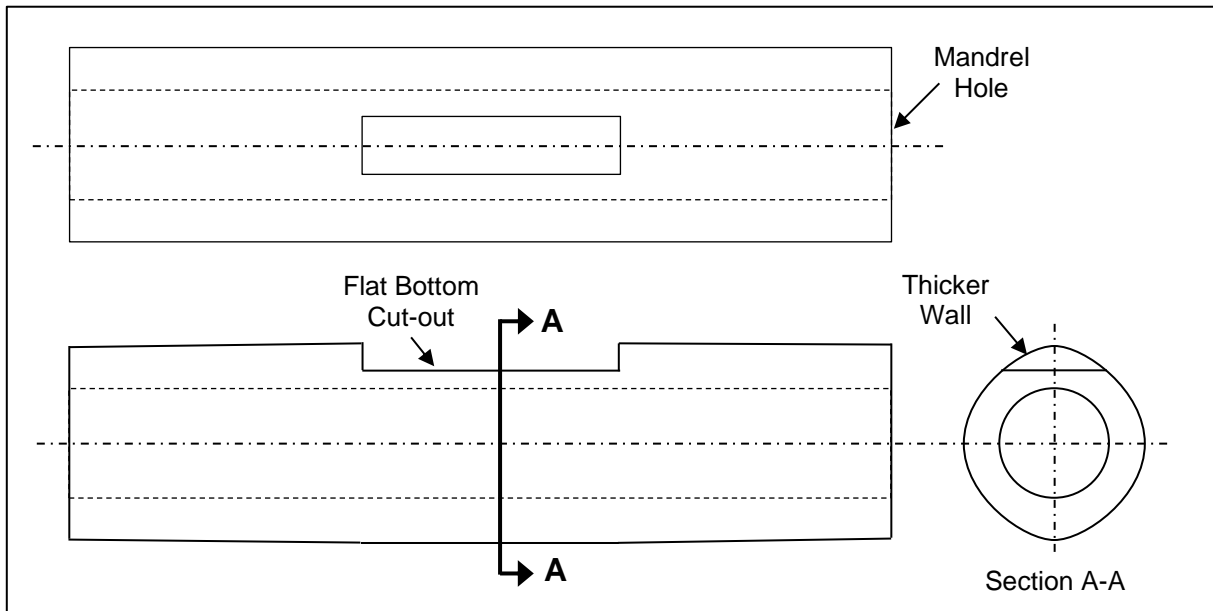 Mandrel
Hole
Flat Bottom
Cut-out
A
Thicker
Wall
A
Section A-A